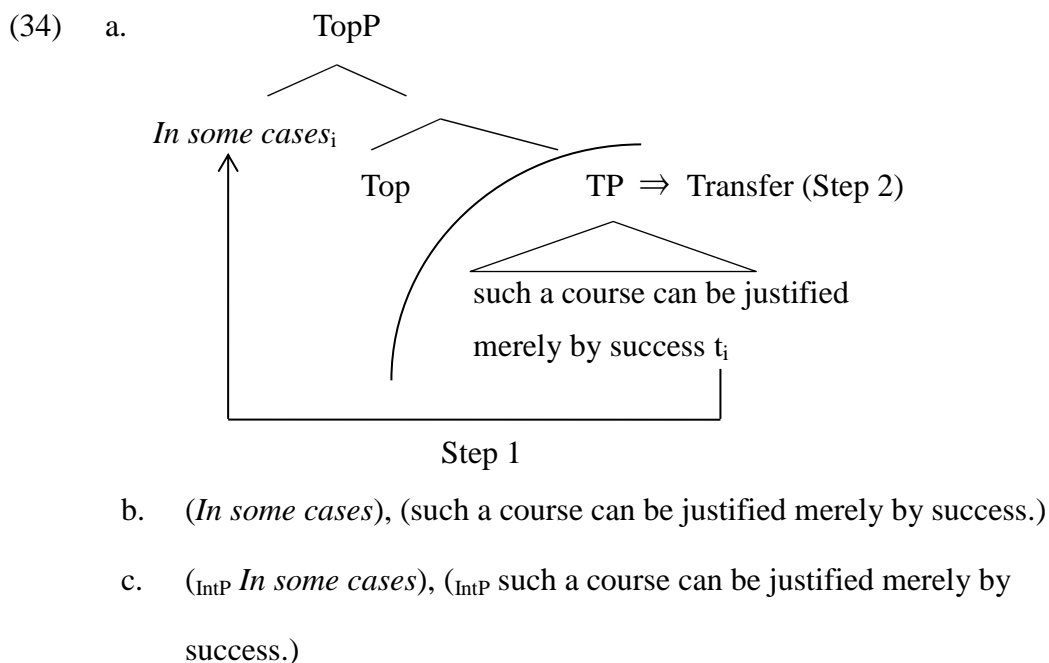 (34) a. TopP
In some casesi
Top TP ⇒ Transfer (Step 2)
such a course can be justified
merely by success ti
Step 1
b. (In some cases), (such a course can be justified merely by success.)
c. (IntP In some cases), (IntP such a course can be justified merely by
success.)